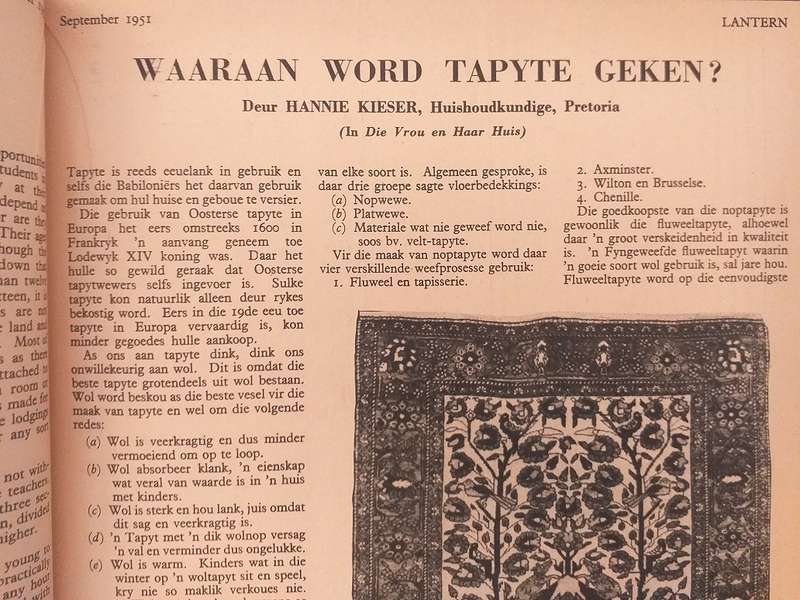 September 1951
LANTERN
WAARAAN WORD TAPYTE GEKEN?
Deur HANNIE KIESER, Huishoudkundige, Pretoria
(In Die Vrou en Haar Huis)
Tapyte is reeds eeuelank in gebruik en
selfs die Babiloniërs het daarvan gebruik
gemaak om hul huise en geboue te versier.
Die gebruik van Oosterse tapyte in
Europa het eers omstreeks 1600 in
Frankryk 'n aanvang geneem toe
Lodewyk XIV koning was. Daar het
hulle so gewild geraak dat Oosterse
tapytwewers selfs ingevoer is. Sulke
tapyte kon natuurlik alleen deur rykes
bekostig word. Eers in die 19de eeu toe
tapyte in Europa vervaardig is, kon
minder gegoedes hulle aankoop.
As ons aan tapyte dink, dink ons
onwillekeurig aan wol. Dit is omdat die
beste tapyte grotendeels uit wol bestaan.
Wol word beskou as die beste vesel vir die
maak van tapyte en wel om die volgende
redes:
(a) Wol is veerkragtig en dus minder
vermoeiend om op te loop.
(b) Wol absorbeer klank, 'n eienskap
wat veral van waarde is in 'n huis
met kinders.
(c) Wol is sterk en hou lank, juis omdat
dit sag en veerkragtig is.
(d) 'n Tapyt met 'n dik wolnop versag
'n val en verminder dus ongelukke.
(e) Wol is warm. Kinders wat in die
winter op 'n woltapyt sit en speel,
kry nie so maklik verkoues nie.
van elke soort is. Algemeen gesproke, is
daar drie groepe sagte vloerbedekkings:
(a) Nopwewe.
(b) Platwewe.
(c) Materiale wat nie geweef word nie,
soos bv. velt-tapyte.
Vir die maak van noptapyte word daar
vier verskillende weefprosesse gebruik:
1. Fluweel en tapisserie.
2. Axminster.
3. Wilton en Brusselse.
4. Chenille.
Die goedkoopste van die noptapyte is
gewoonlik die fluweeltapyte, alhoewel
daar 'n groot verskeidenheid in kwaliteit
is. 'n Fyngeweefde fluweeltapyt waarin
'n goeie soort wol gebruik is, sal jare hou.
Fluweeltapyte word op die eenvoudigste